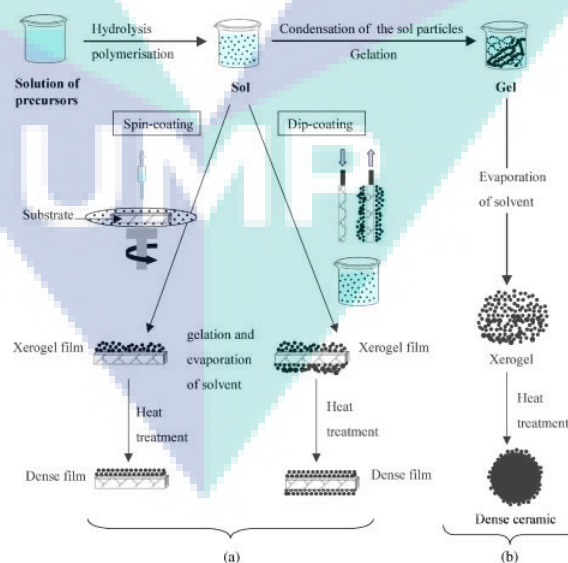 Hydrolysis
polymerisation
Condensation of the sol particles
Gelation
Solution of
precursors
Sol
Gel
UMP
Spin-coating
Dip-coating
Substrate
Evaporation
of solvent
Xerogel film
gelation and
evaporation
of solvent
Xerogel film
Xerogel
Heat
treatment
Heat
treatment
Heat
treatment
Dense film
Dense film
Dense ceramic
(a)
(b)